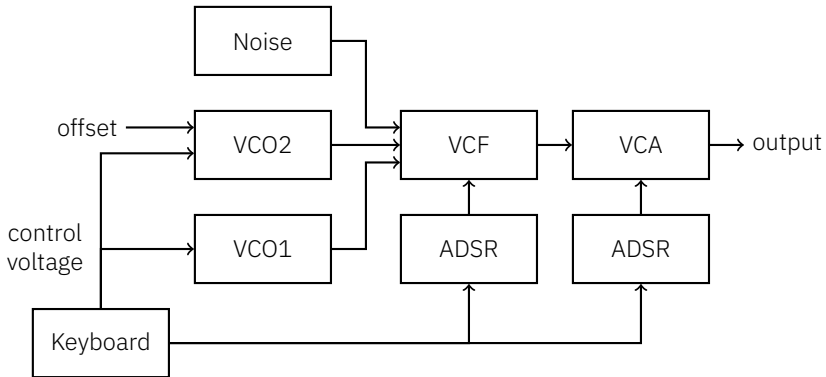 Noise
offset
VCO2
VCF
VCA
output
control
voltage
VCO1
ADSR
ADSR
Keyboard